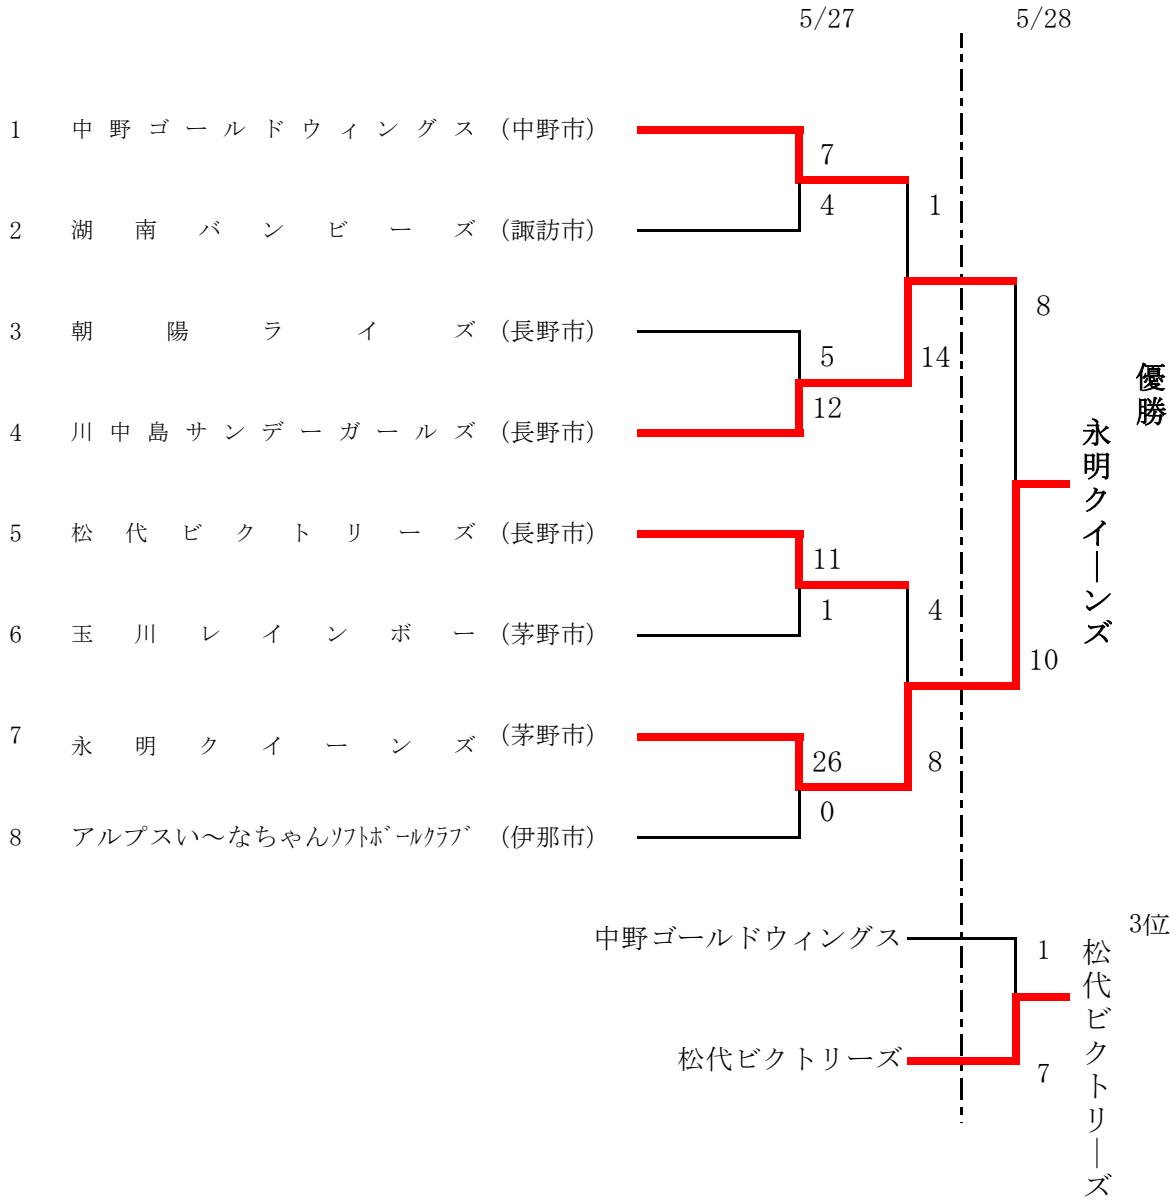 5/27 5/28
1 中野ゴールドウィングス (中野市)
7
4
1
2 湖南バンビーズ (諏訪市)
8
3 朝陽ライズ (長野市)
5
14
12
4 川中島サンデーガールズ (長野市)
優勝
永明クイーンズ
5 松代ビクトリーズ (長野市)
11
1
4
6 玉川レインボー (茅野市)
10
7 永明クイーンズ (茅野市)
26
8
0
8 アルプスい～なちゃんソフトボールクラブ (伊那市)
3位
中野ゴールドウィングス
1
松代ビクトリーズ
7
松代ビクトリーズ